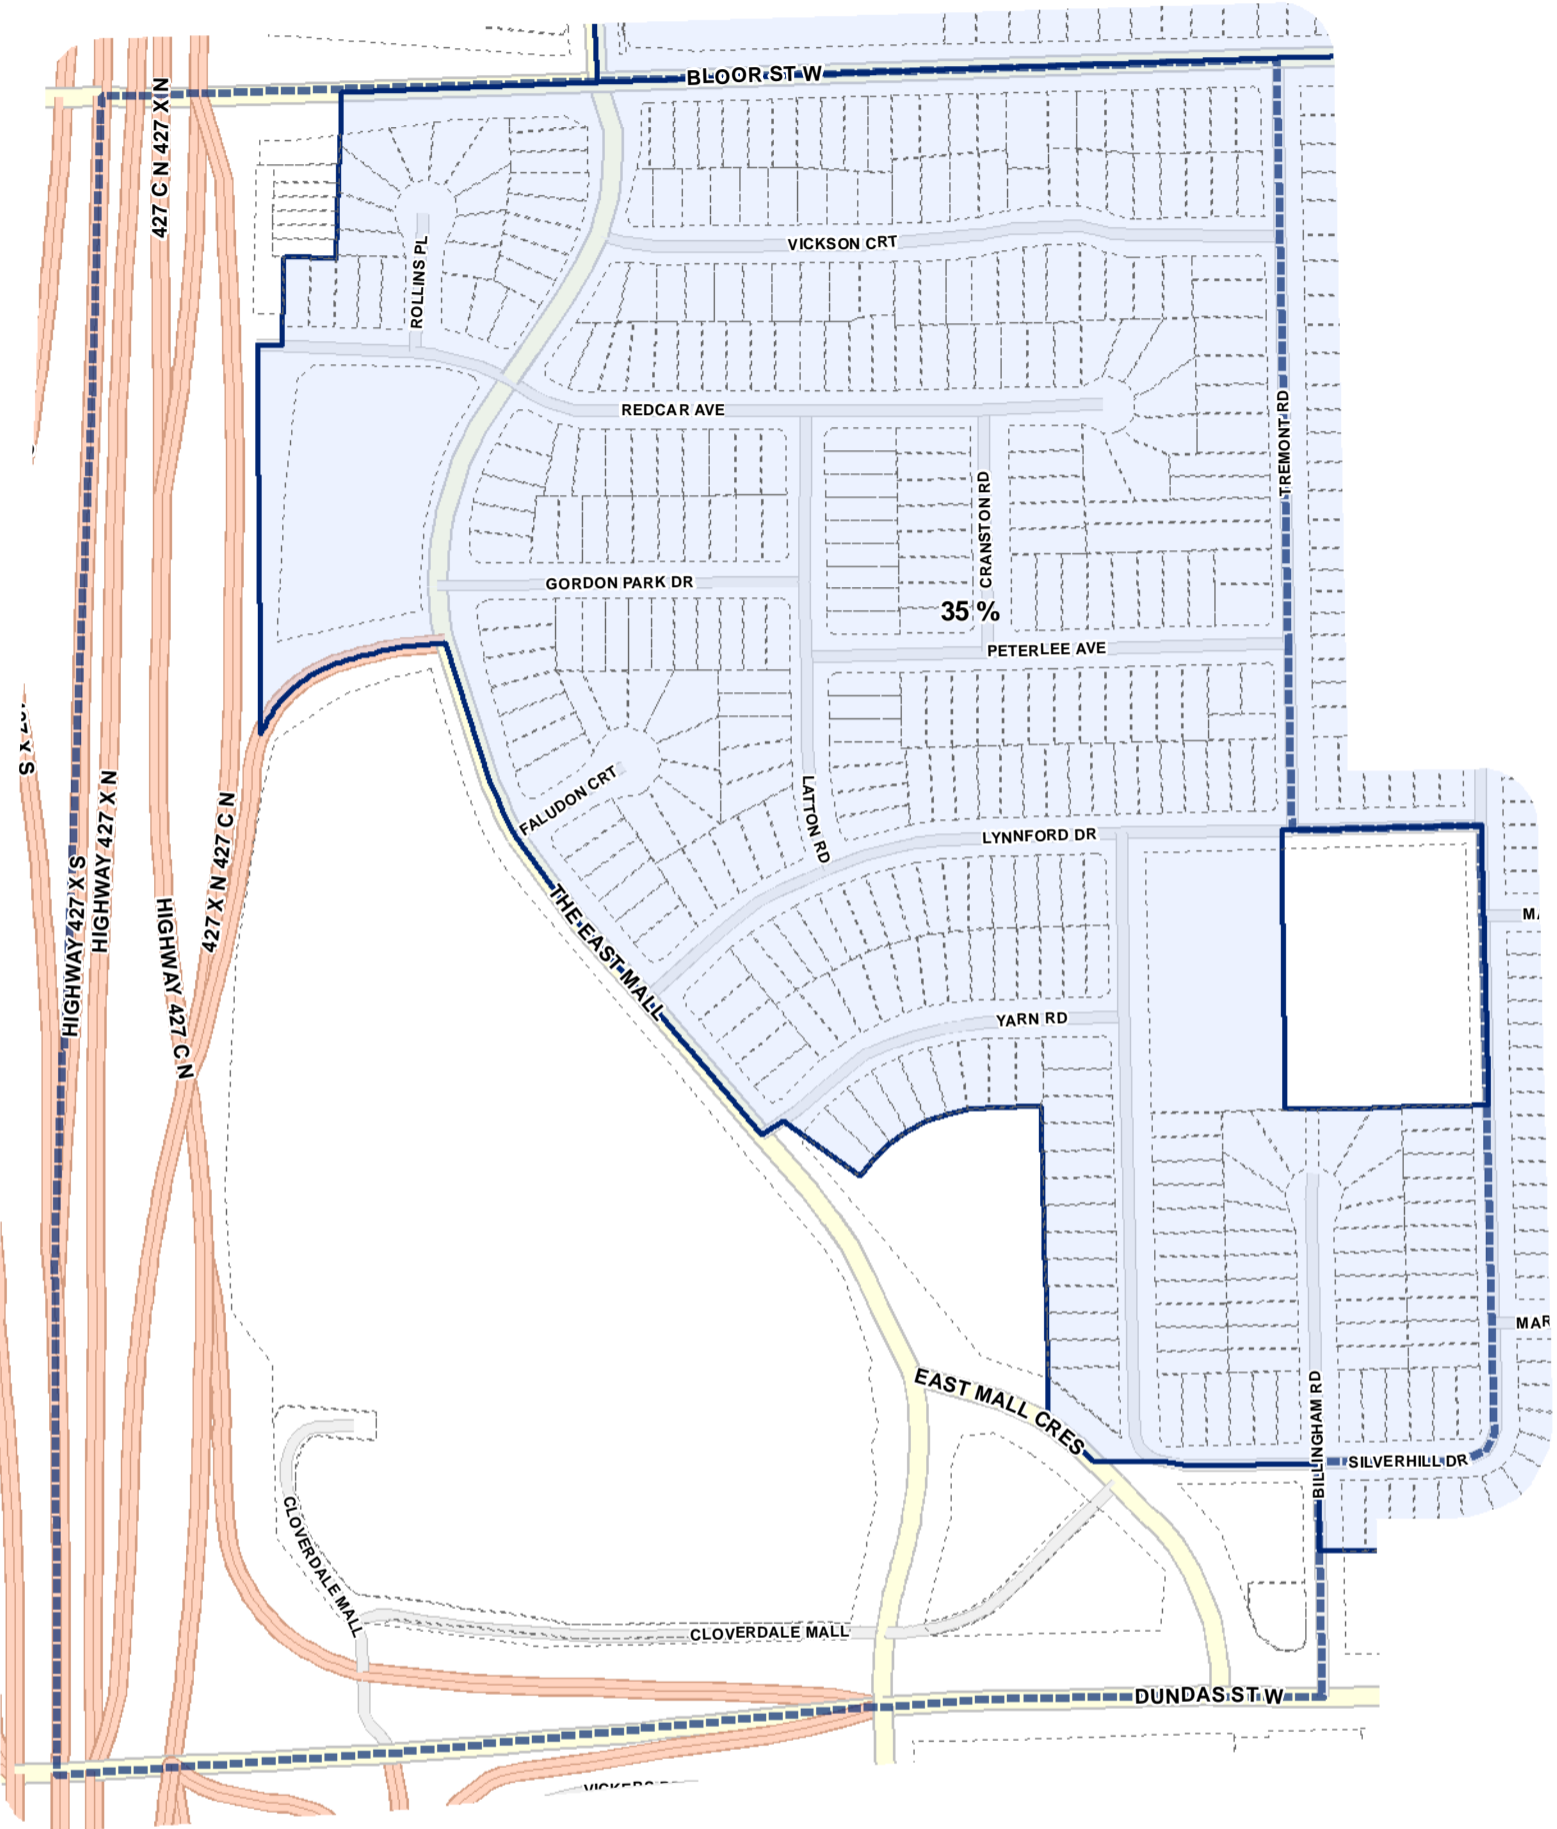 BLOOR ST W
427 C N 427 X N
VICKSON CRT
ROLLINS PL
REDCAR AVE
TREMONT RD
CRANSTON RD
GORDON PARK DR
35 %
PETERLEE AVE
FALUDON CRT
LATTON RD
LYNNFORD DR
HIGHWAY 427 X S
HIGHWAY 427 X N
427 X N 427 C N
HIGHWAY 427 C N
THE EAST MALL
YARN RD
EAST MALL CRES
BILLINGHAM RD
SILVERHILL DR
CLOVERDALE MALL
CLOVERDALE MALL
DUNDAS ST W